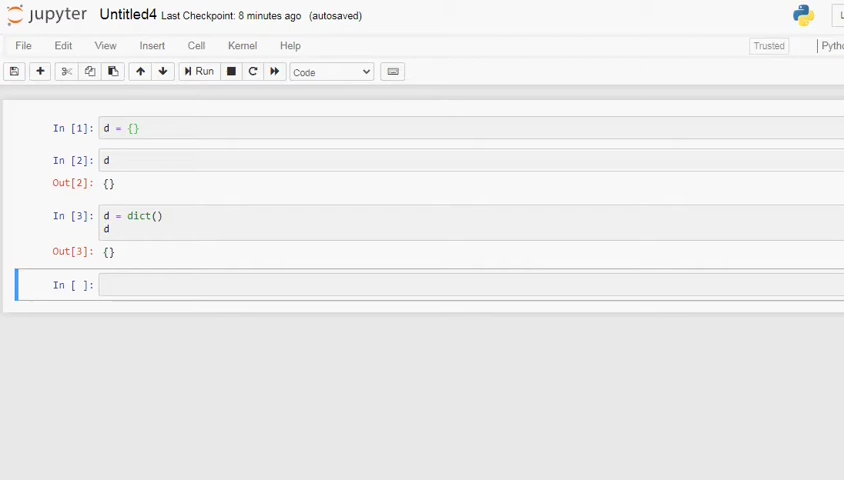 jupyter Untitled4 Last Checkpoint: 8 minutes ago (autosaved)
File Edit View Insert Cell Kernel Help Trusted
Run Code
In [1]: d = {}
In [2]: d
Out[2]: {}
In [3]: d = dict()
d
Out[3]: {}
In [ ]: